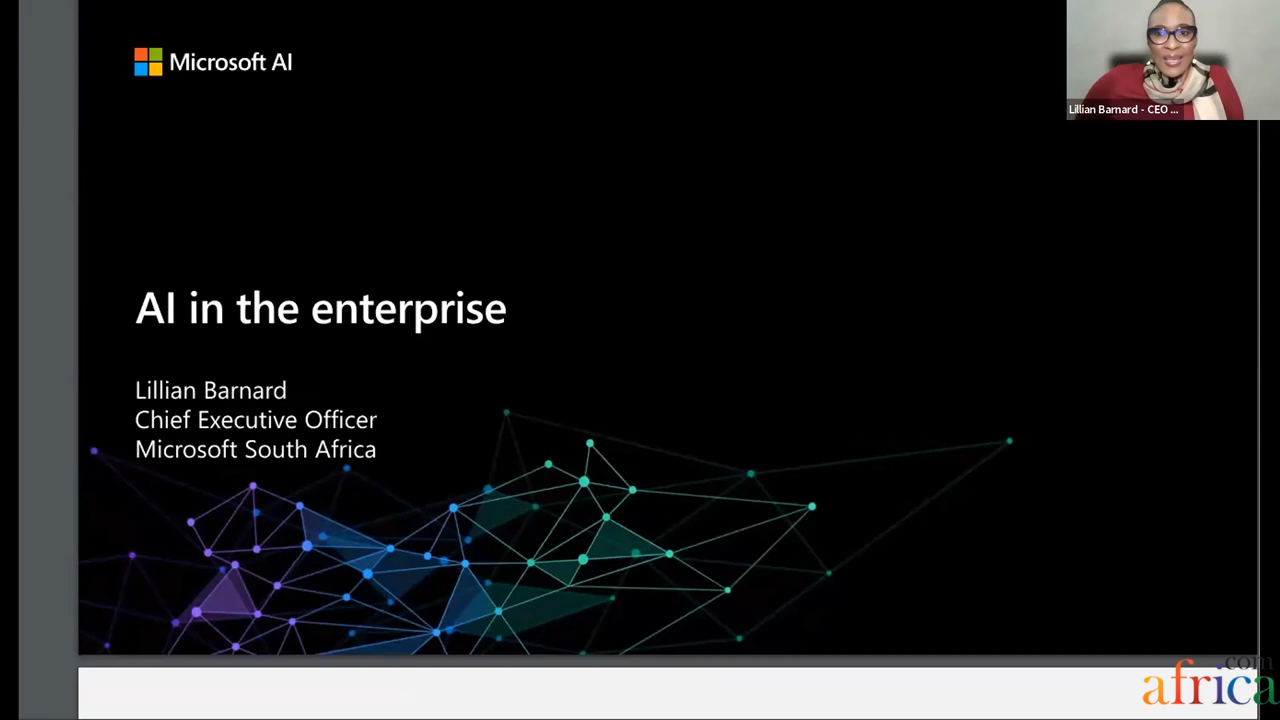 Microsoft AI
Lillian Barnard - CEO ...
AI in the enterprise
Lillian Barnard
Chief Executive Officer
Microsoft South Africa
.com
africa